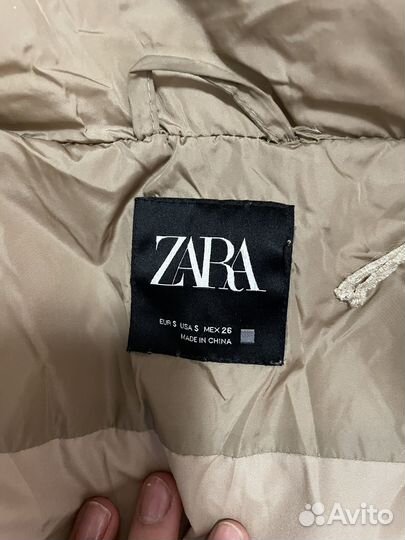 ZARA
EUR S USA S MEX 26
MADE IN CHINA
Avito